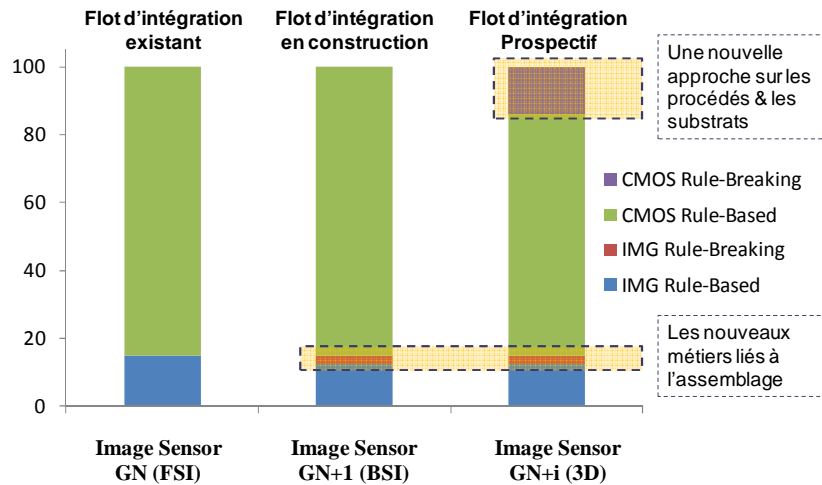 Flot d'intégration
existant
Flot d'intégration
en construction
Flot d'intégration
Prospectif
Une nouvelle
approche sur les
procédés & les
substrats
100
80
60
40
20
0
CMOS Rule-Breaking
CMOS Rule-Based
IMG Rule-Breaking
IMG Rule-Based
Les nouveaux
métiers liés à
l'assemblage
Image Sensor
GN (FSI)
Image Sensor
GN+1 (BSI)
Image Sensor
GN+i (3D)